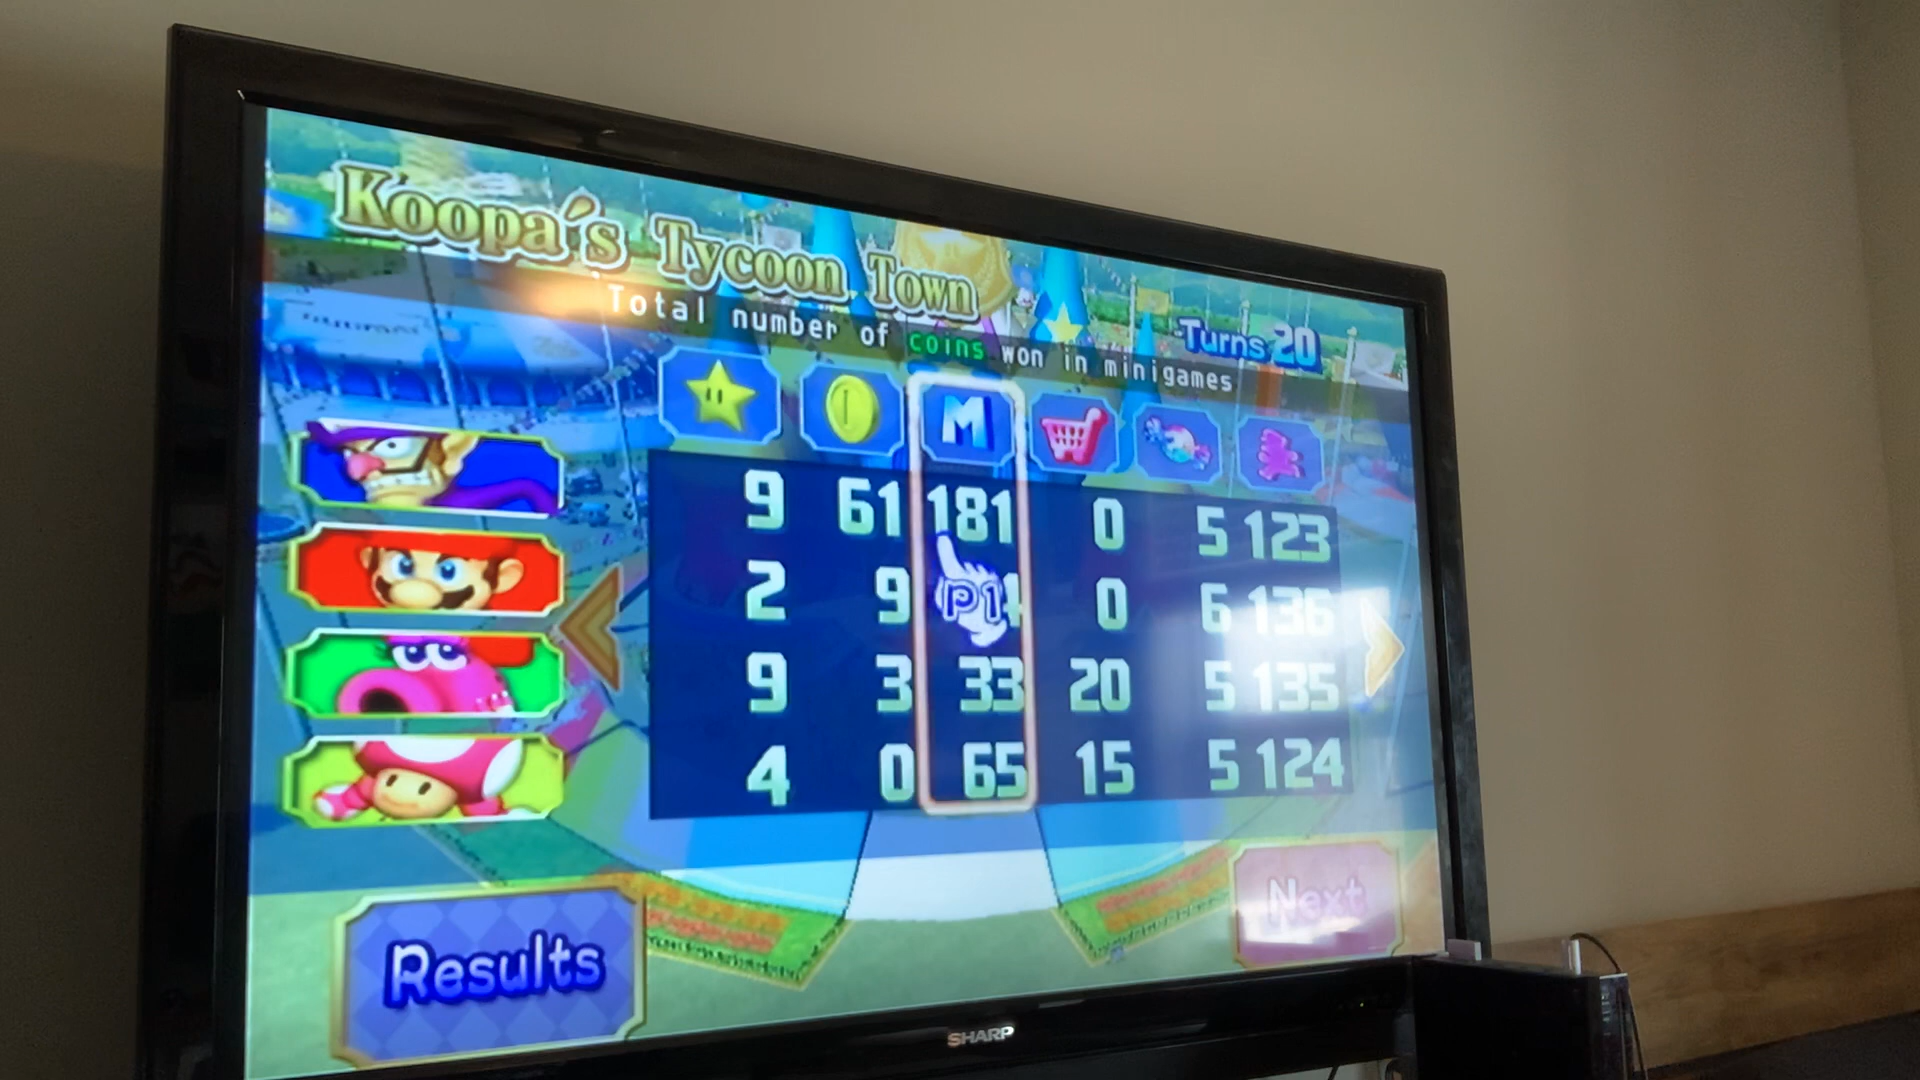 Koopa's Tycoon Town
Total number of coins won in minigames
Turns 20
M
9 61 181 0 5 123
2 9 P1 0 6 136
9 3 33 20 5 135
4 0 65 15 5 124
Results
Next
SHARP